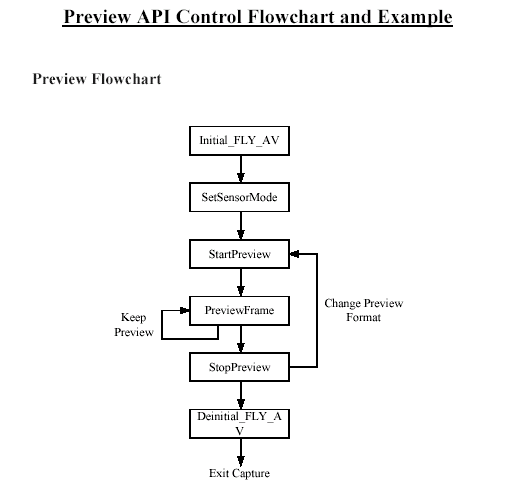 Preview API Control Flowchart and Example
Preview Flowchart
Initial_FLY_AV
SetSensorMode
StartPreview
PreviewFrame
Keep
Preview
Change Preview
Format
StopPreview
Deinitial_FLY_A
V
Exit Capture